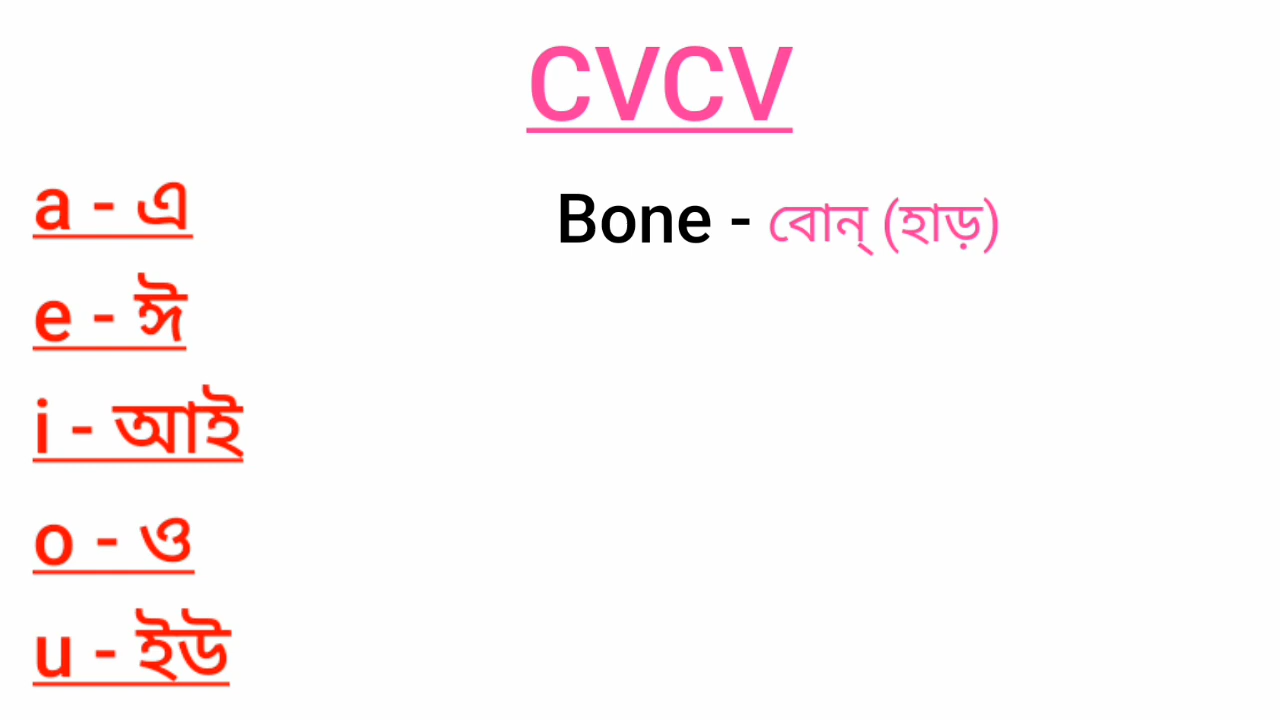 CVCV
a - এ
Bone - বোন্ (হাড়)
e - ঈ
i - আই
o - ও
u - ইউ